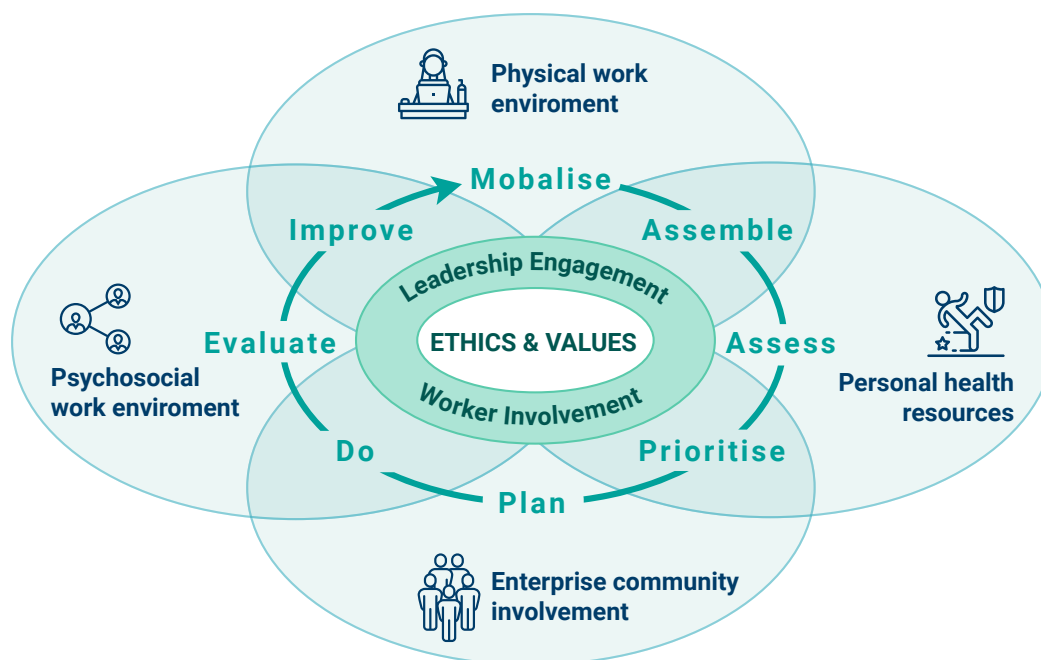 Physical work
enviroment
Mobalise
Improve
Assemble
Leadership Engagement
Evaluate
ETHICS & VALUES
Assess
Psychosocial
work enviroment
Personal health
resources
Worker Involvement
Do
Prioritise
Plan
Enterprise community
involvement